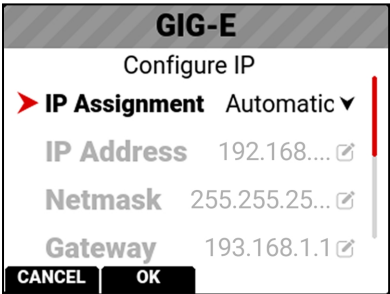 GIG-E
Configure IP
IP Assignment Automatic
IP Address 192.168....
Netmask 255.255.25...
Gateway 193.168.1.1
CANCEL OK